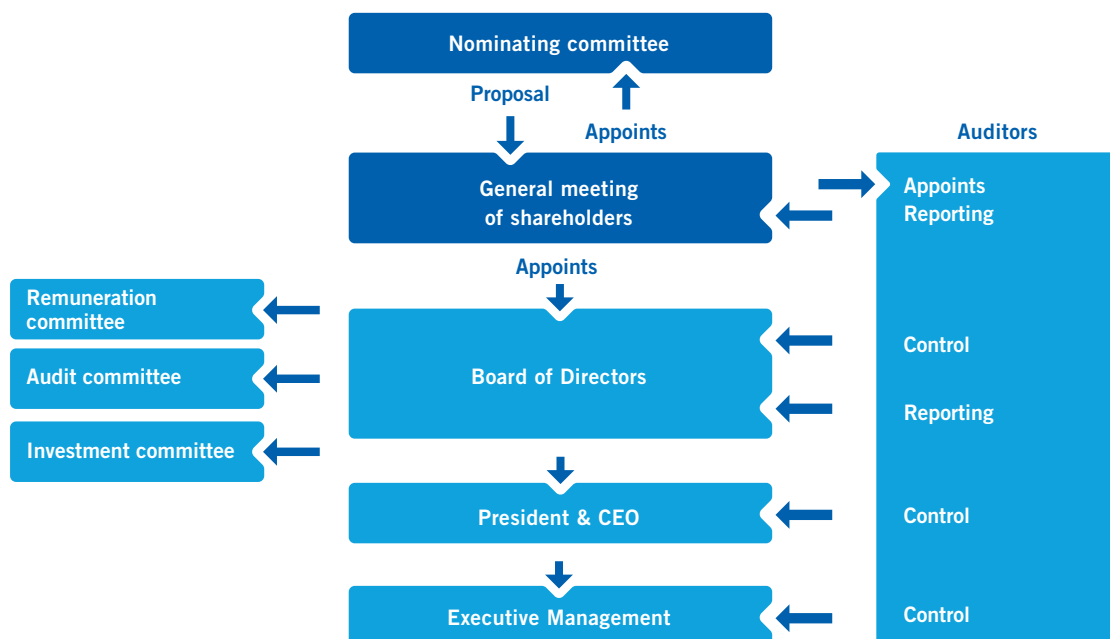 Nominating committee
Proposal
Appoints
Auditors
General meeting
of shareholders
Appoints
Reporting
Appoints
Remuneration
committee
Audit committee
Investment committee
Board of Directors
Control
Reporting
President & CEO
Control
Executive Management
Control